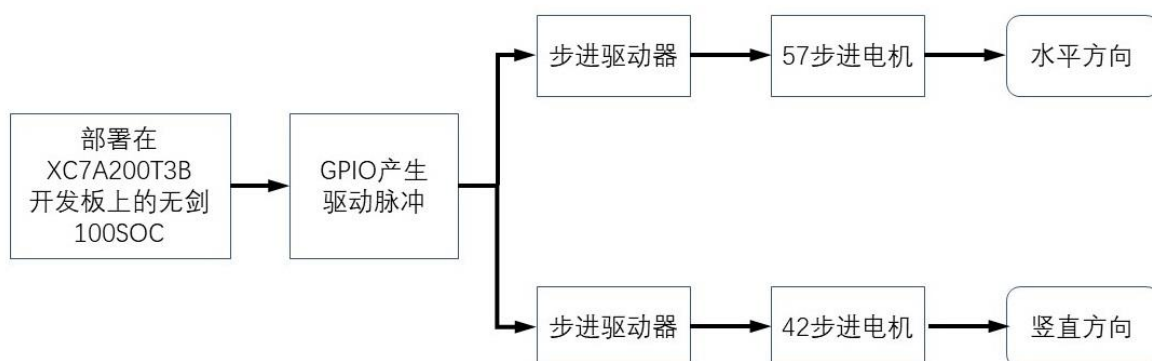 部署在
XC7A200T3B
开发板上的无剑
100SOC
GPIO产生
驱动脉冲
步进驱动器
57步进电机
水平方向
步进驱动器
42步进电机
竖直方向